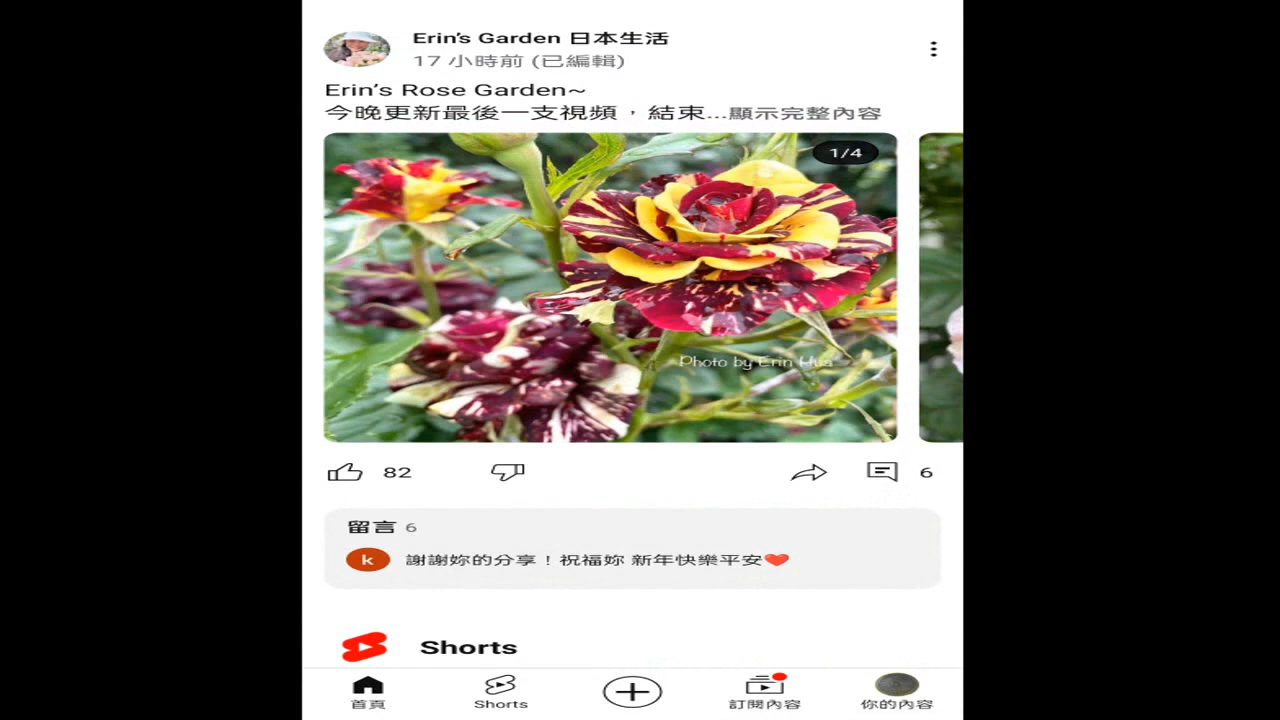 Erin's Garden 日本生活
17 小時前 (已編輯)
Erin's Rose Garden~
今晚更新最後一支視頻，結束...顯示完整內容
1/4
Photo by Erin Hua
82
6
留言 6
k
謝謝妳的分享！祝福妳 新年快樂平安❤️
Shorts
首頁
Shorts
訂閱內容
你的內容